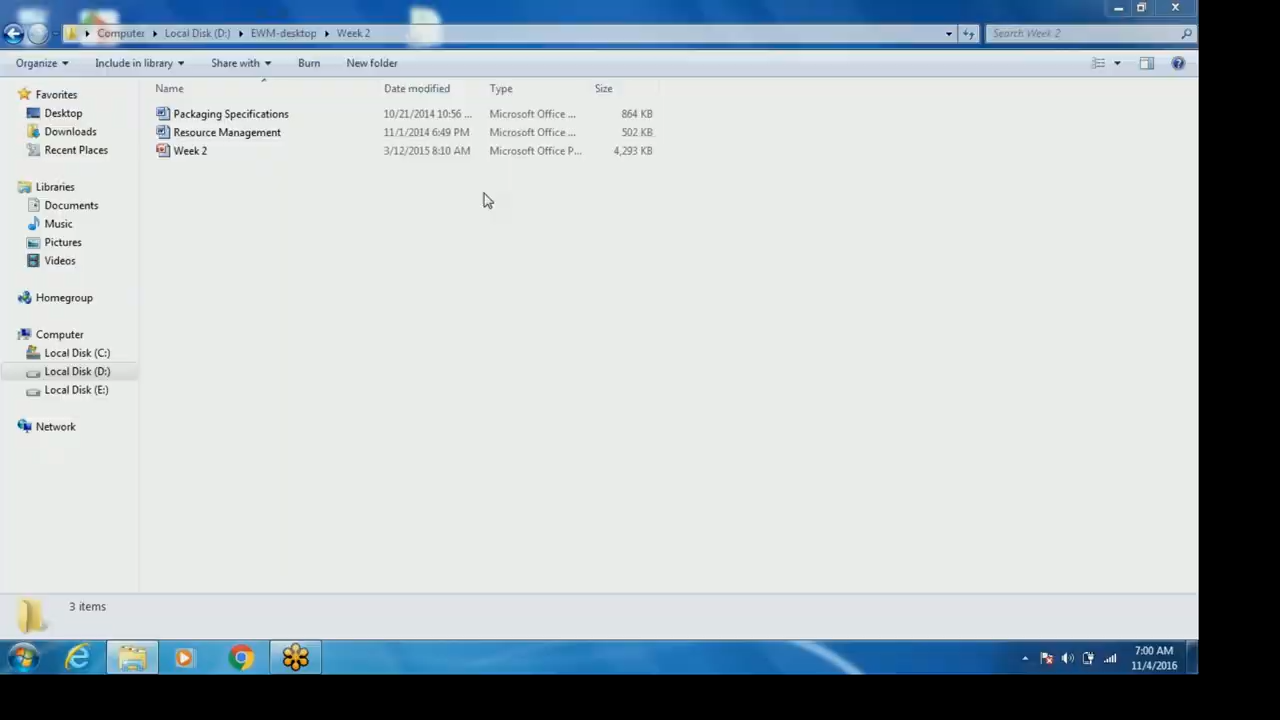 Computer Local Disk (D:) EWM-desktop Week 2 Search Week 2
Organize Include in library Share with Burn New folder
Name Date modified Type Size
Favorites
Desktop
Downloads
Recent Places
Libraries
Documents
Music
Pictures
Videos
Homegroup
Computer
Local Disk (C:)
Local Disk (D:)
Local Disk (E:)
Network
Packaging Specifications 10/21/2014 10:56 ... Microsoft Office ... 864 KB
Resource Management 11/1/2014 6:49 PM Microsoft Office ... 502 KB
Week 2 3/12/2015 8:10 AM Microsoft Office P... 4,293 KB
3 items
7:00 AM
11/4/2016